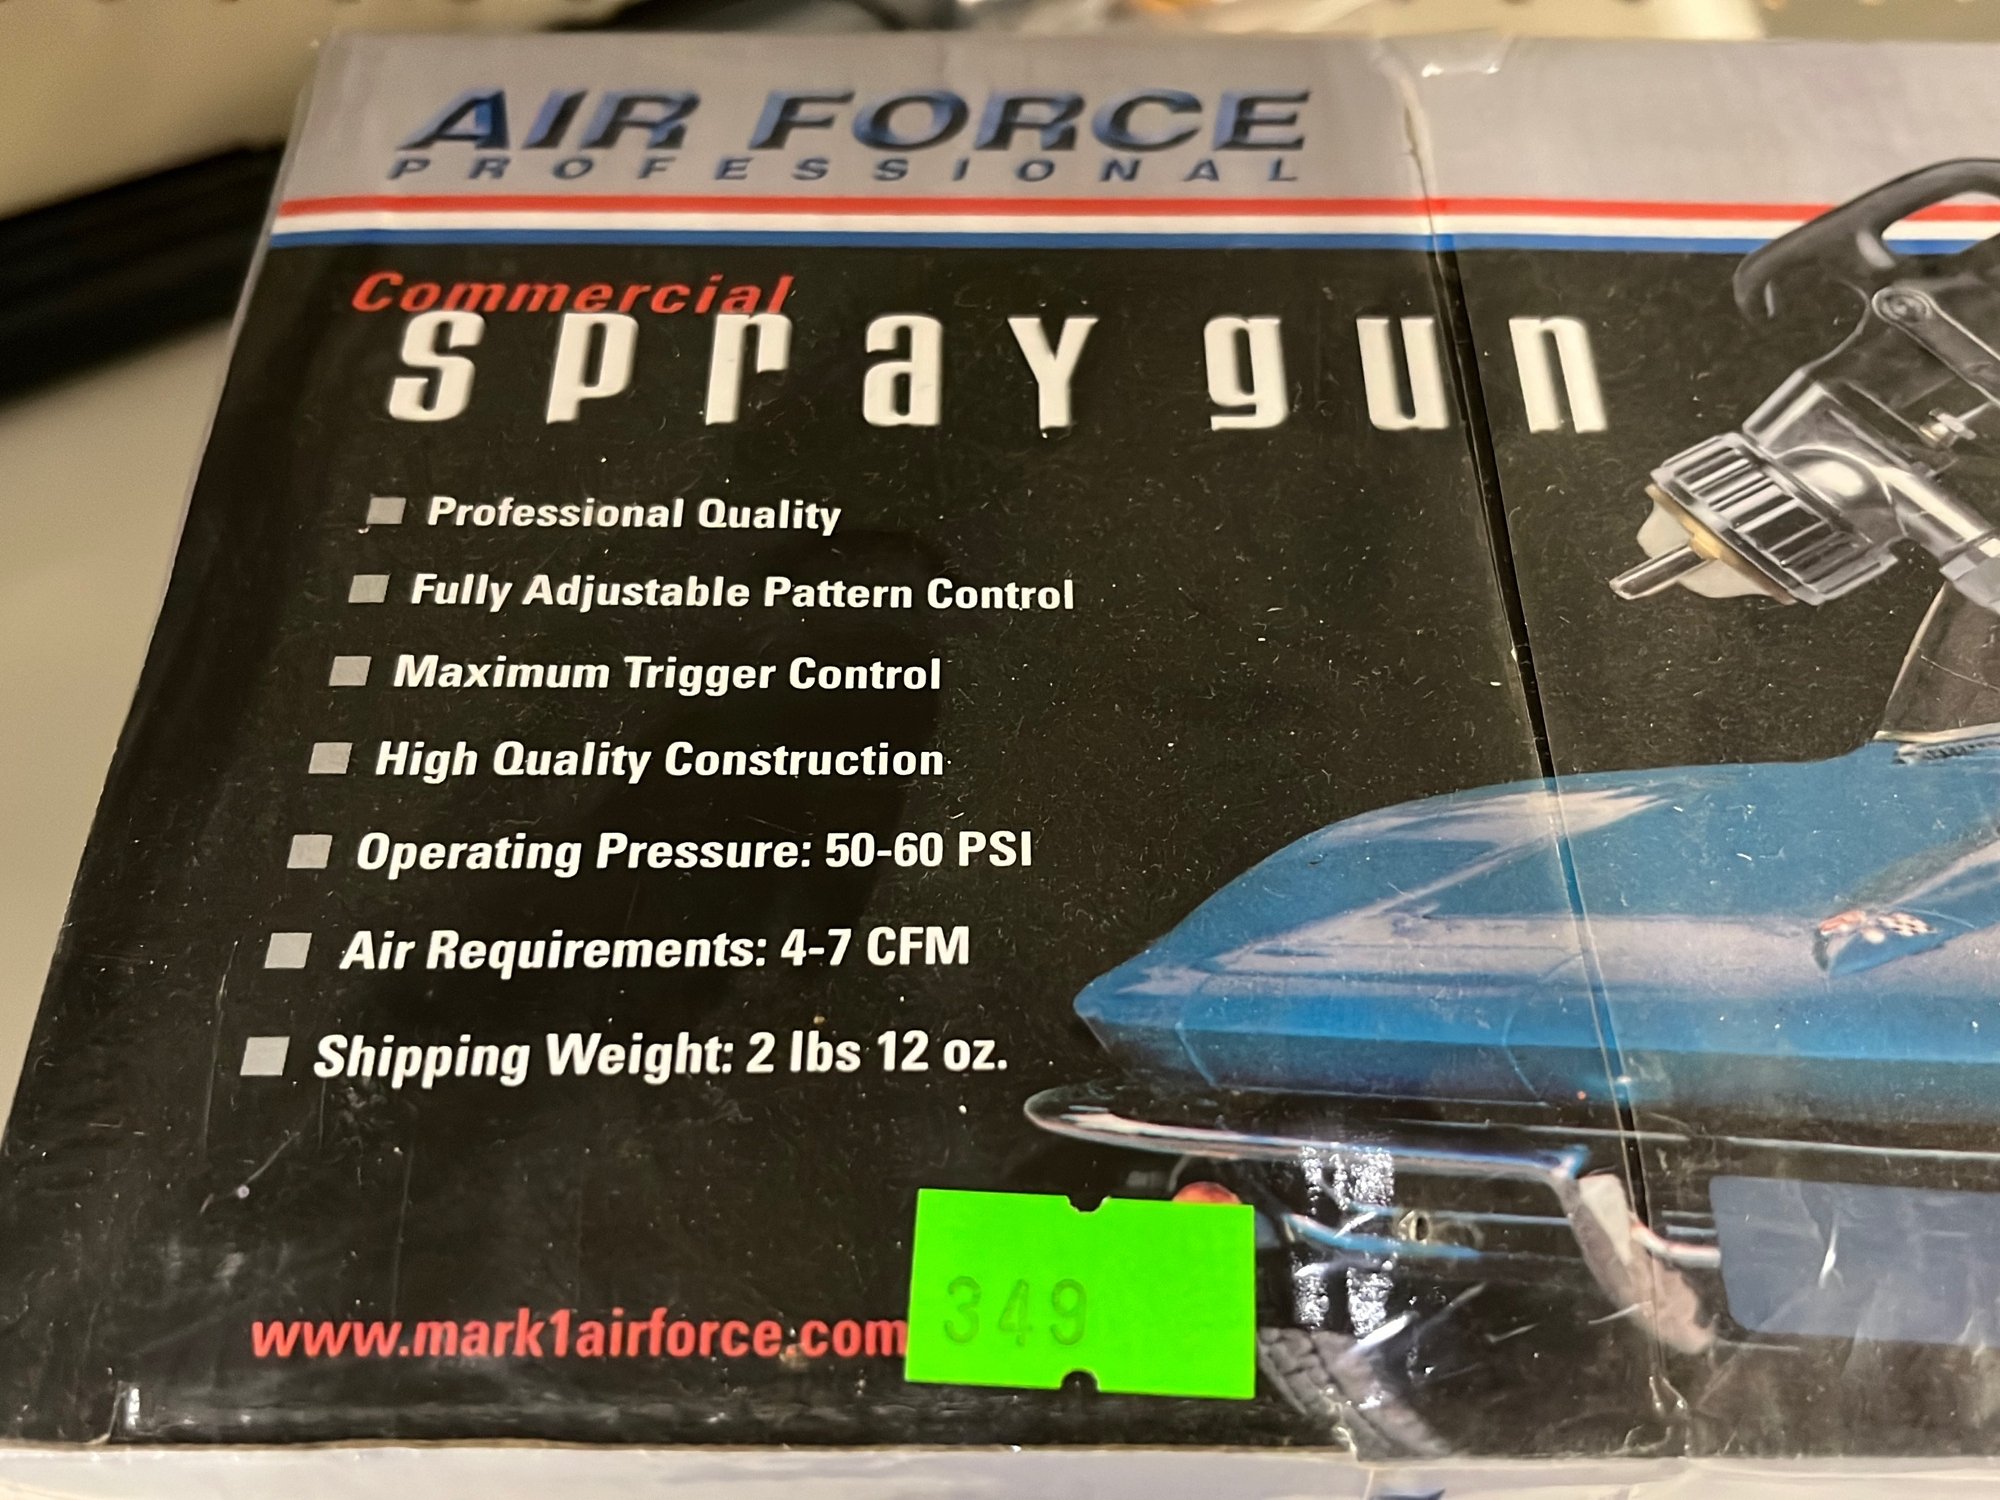 AIR FORCE
PROFESSIONAL
Commercial
spray gun
Professional Quality
Fully Adjustable Pattern Control
Maximum Trigger Control
High Quality Construction
Operating Pressure: 50-60 PSI
Air Requirements: 4-7 CFM
Shipping Weight: 2 lbs 12 oz.
www.mark1airforce.com
349